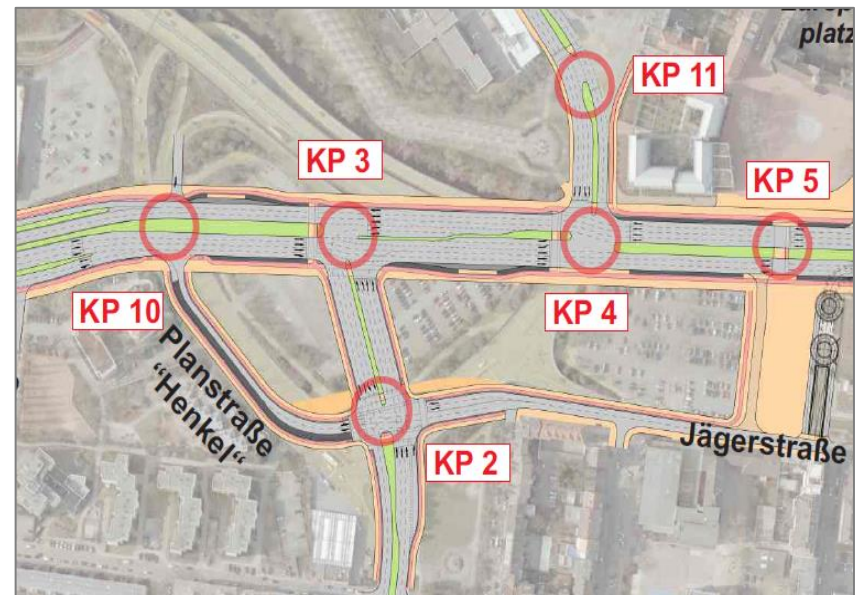 platz
KP 11
KP 3
KP 5
KP 10
KP 4
Planstraße
“Henkel“
KP 2
Jägerstraße